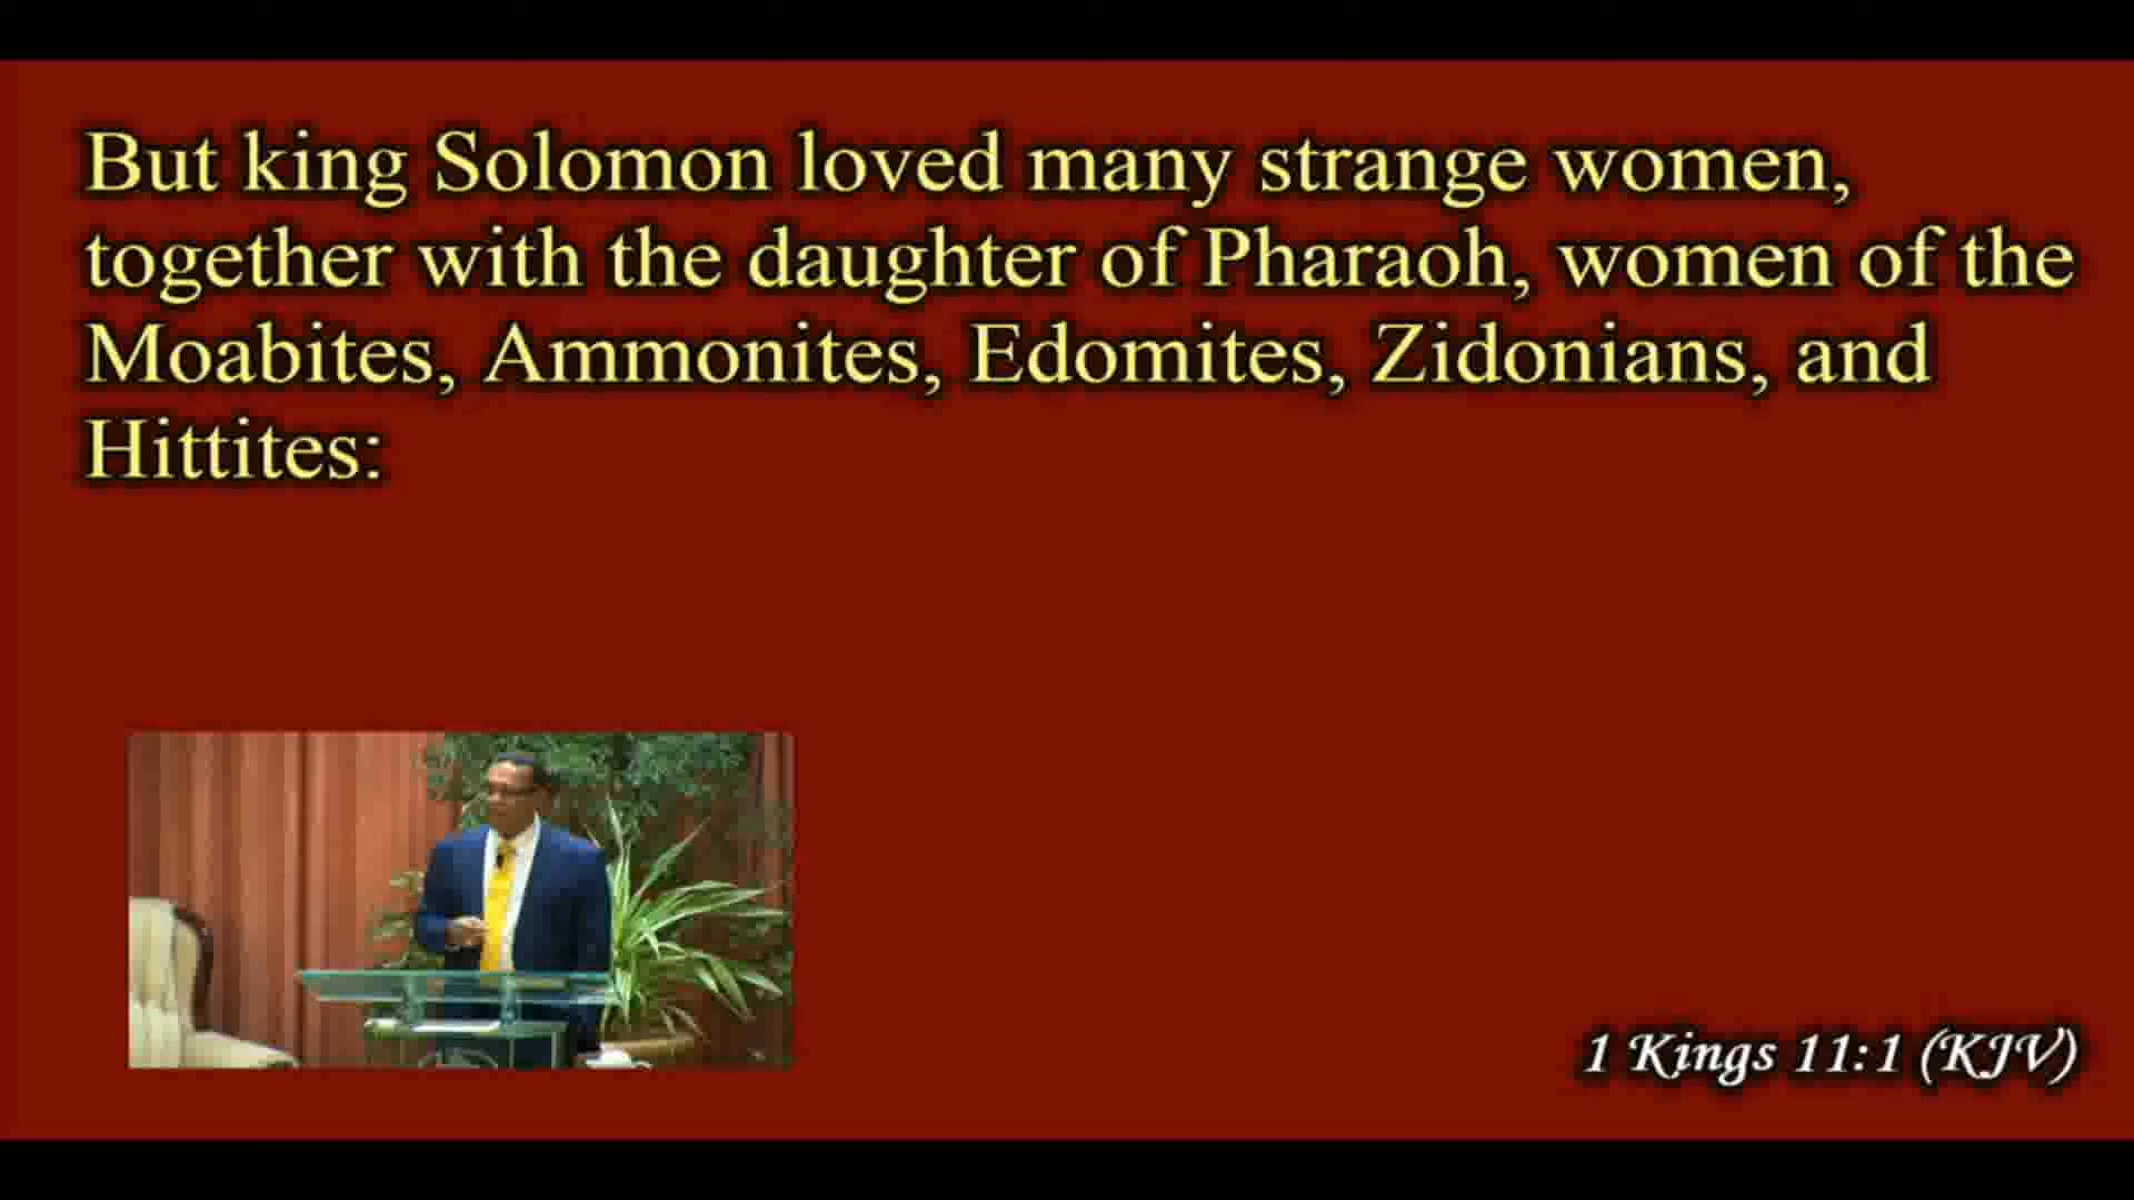 But king Solomon loved many strange women,
together with the daughter of Pharaoh, women of the
Moabites, Ammonites, Edomites, Zidonians, and
Hittites:
1 Kings 11:1 (KJV)